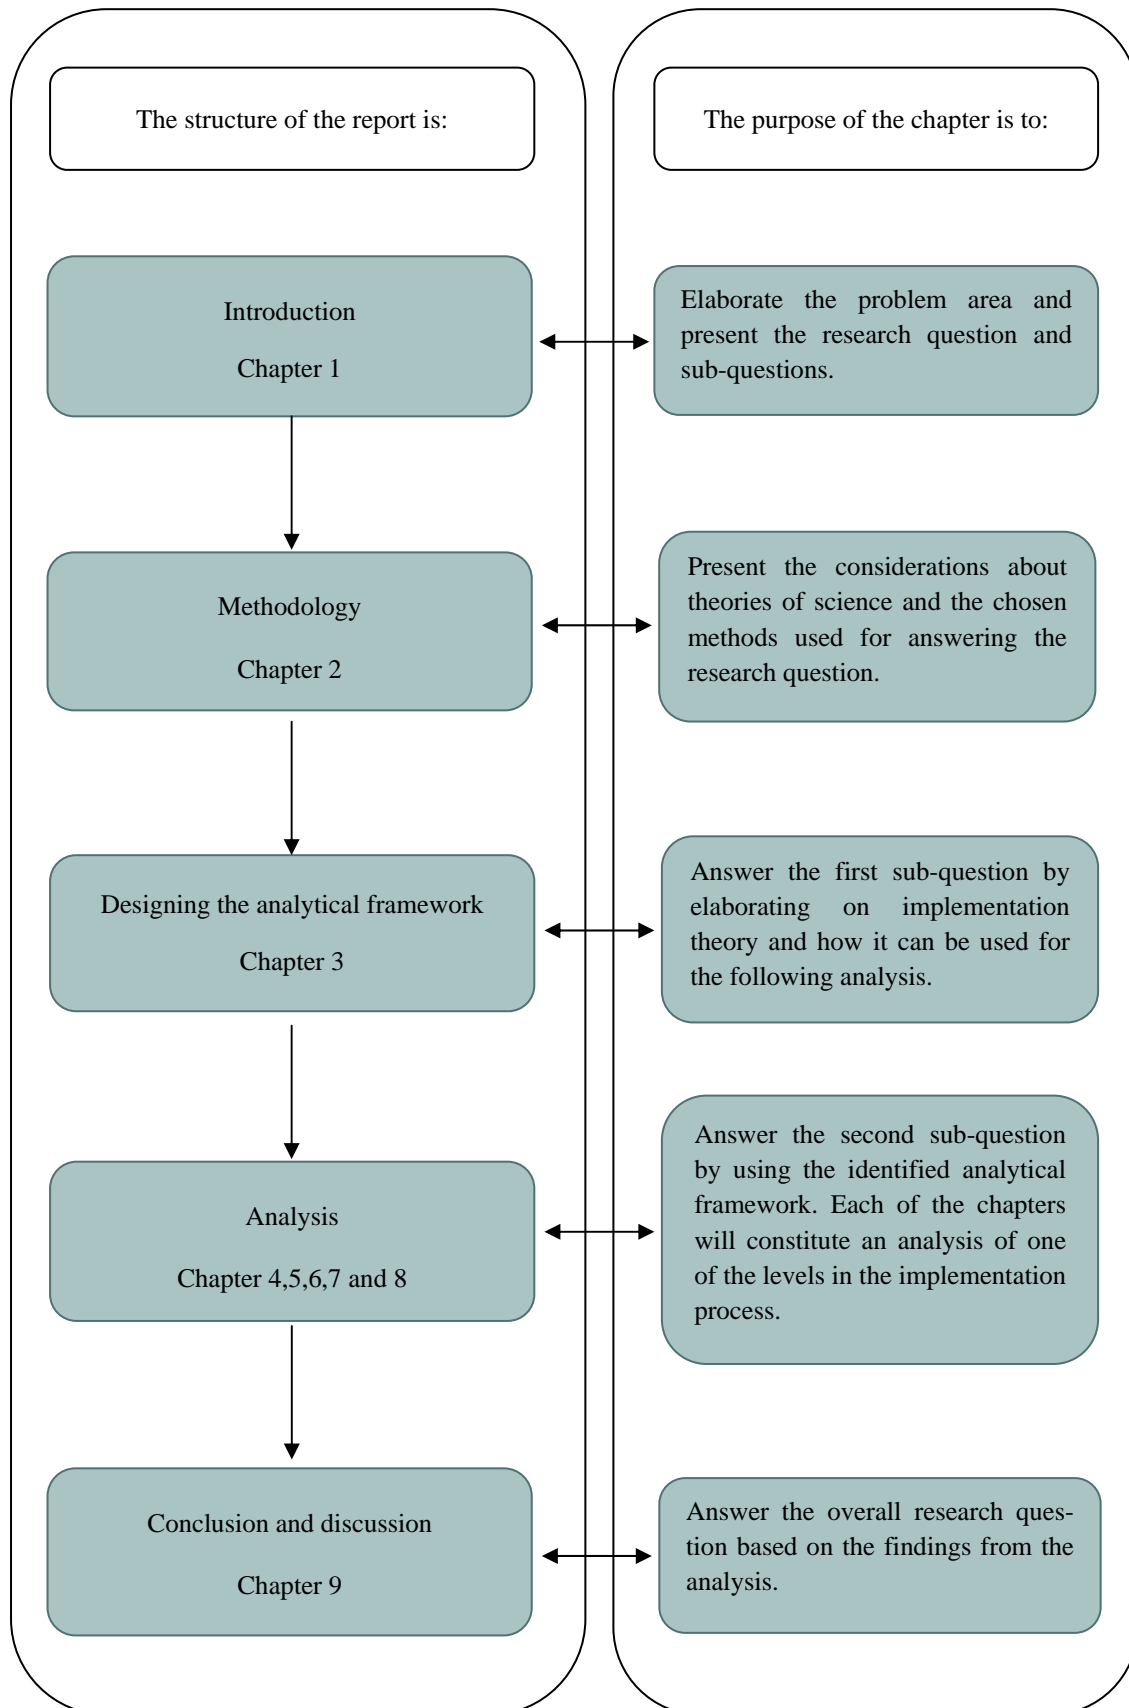 The structure of the report is:
The purpose of the chapter is to:
Introduction
Chapter 1
Elaborate the problem area and
present the research question and
sub-questions.
Methodology
Chapter 2
Present the considerations about
theories of science and the chosen
methods used for answering the
research question.
Designing the analytical framework
Chapter 3
Answer the first sub-question by
elaborating on implementation
theory and how it can be used for
the following analysis.
Analysis
Chapter 4,5,6,7 and 8
Answer the second sub-question
by using the identified analytical
framework. Each of the chapters
will constitute an analysis of one
of the levels in the implementation
process.
Conclusion and discussion
Chapter 9
Answer the overall research ques-
tion based on the findings from the
analysis.